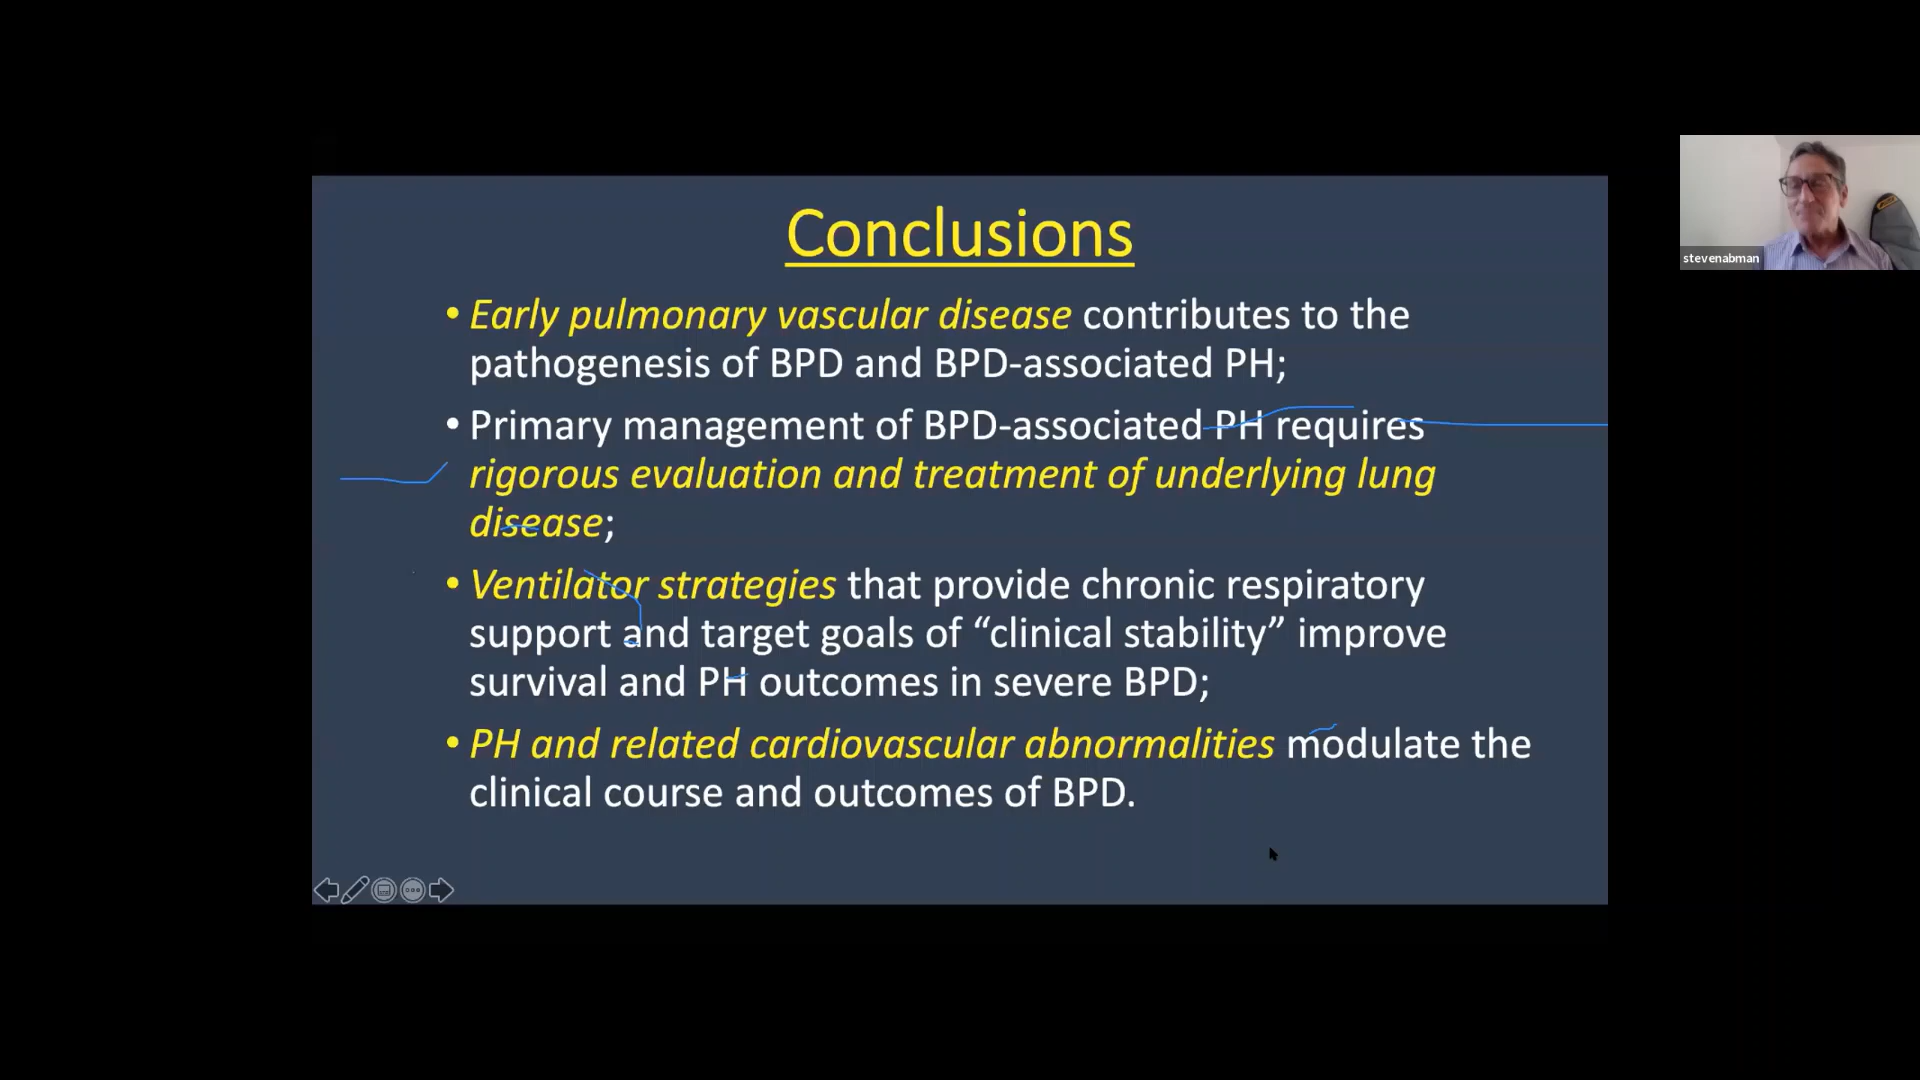 Conclusions
• Early pulmonary vascular disease contributes to the
pathogenesis of BPD and BPD-associated PH;
• Primary management of BPD-associated PH requires
rigorous evaluation and treatment of underlying lung
disease;
• Ventilator strategies that provide chronic respiratory
support and target goals of “clinical stability” improve
survival and PH outcomes in severe BPD;
• PH and related cardiovascular abnormalities modulate the
clinical course and outcomes of BPD.
stevenabman